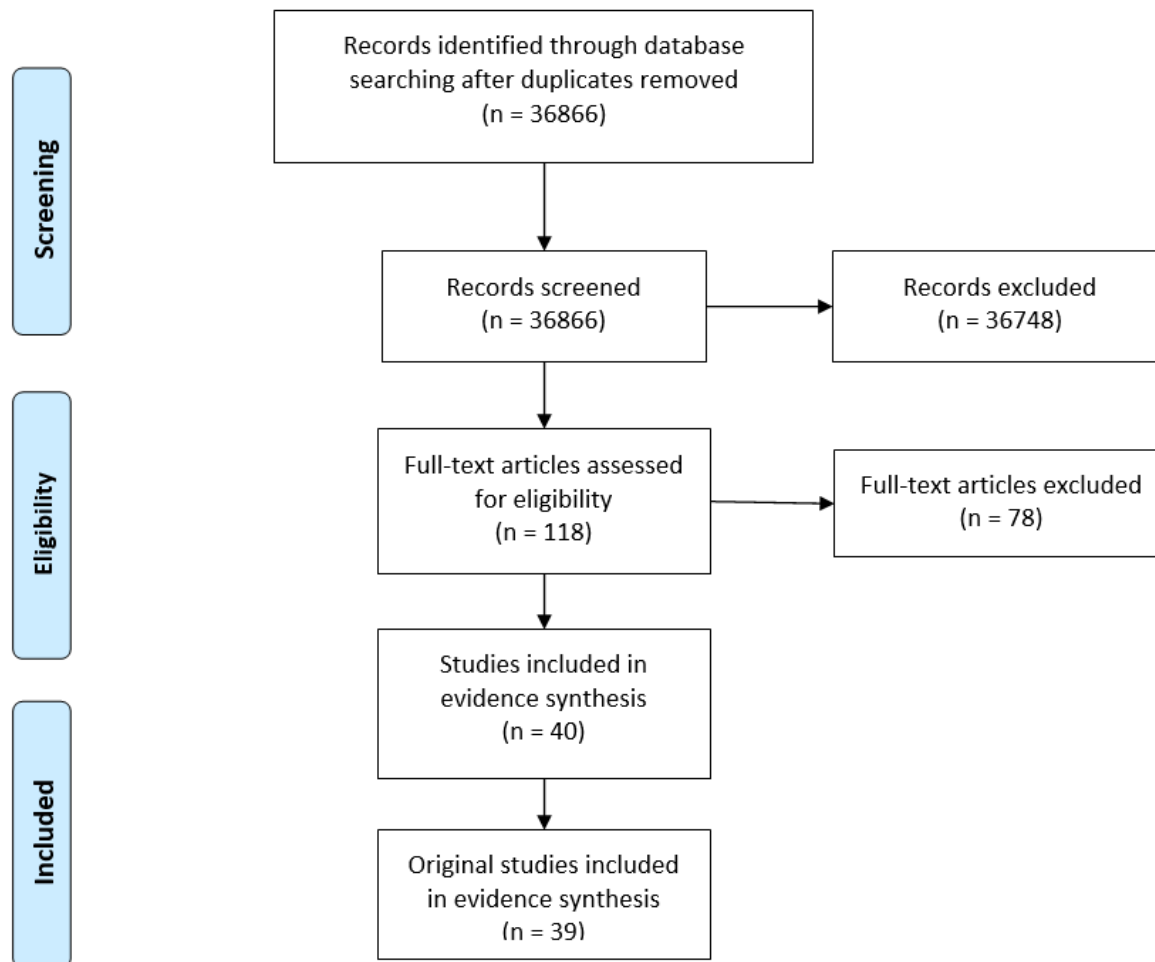 Records identified through database
searching after duplicates removed
(n = 36866)
Screening
Records screened
(n = 36866)
Records excluded
(n = 36748)
Full-text articles assessed
for eligibility
(n = 118)
Full-text articles excluded
(n = 78)
Eligibility
Studies included in
evidence synthesis
(n = 40)
Included
Original studies included
in evidence synthesis
(n = 39)